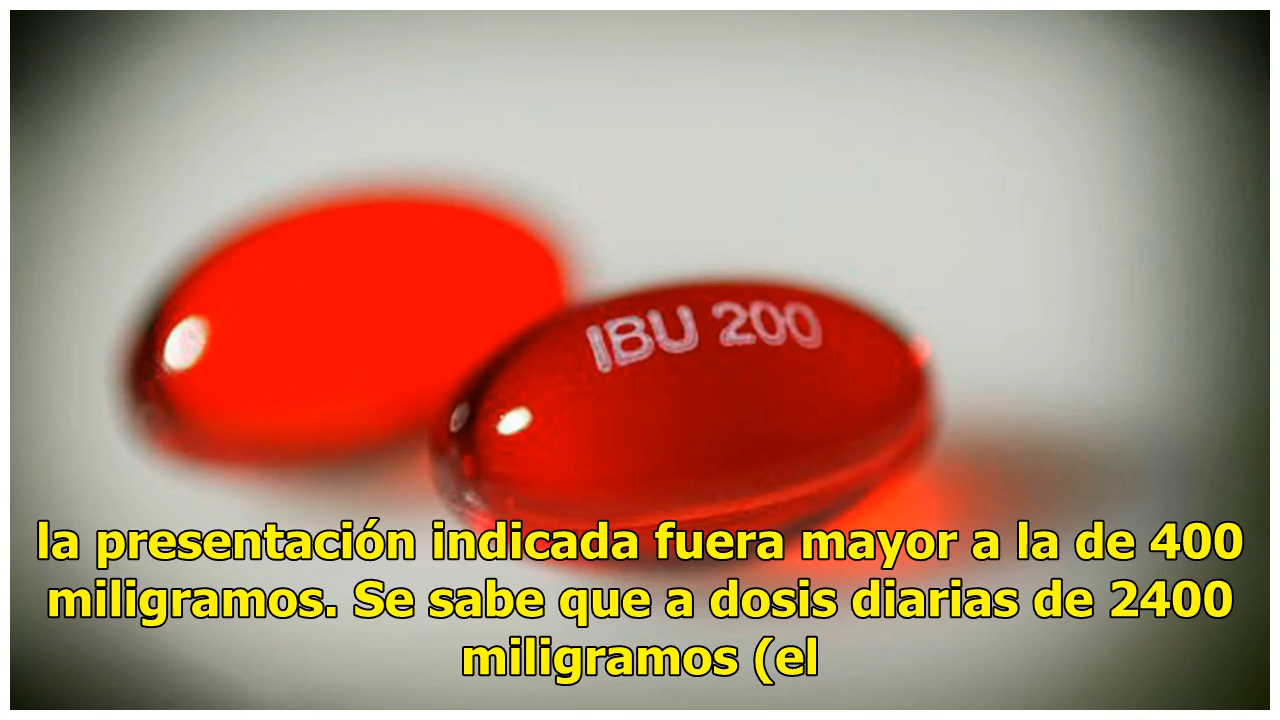 IBU 200
la presentación indicada fuera mayor a la de 400
miligramos. Se sabe que a dosis diarias de 2400
miligramos (el